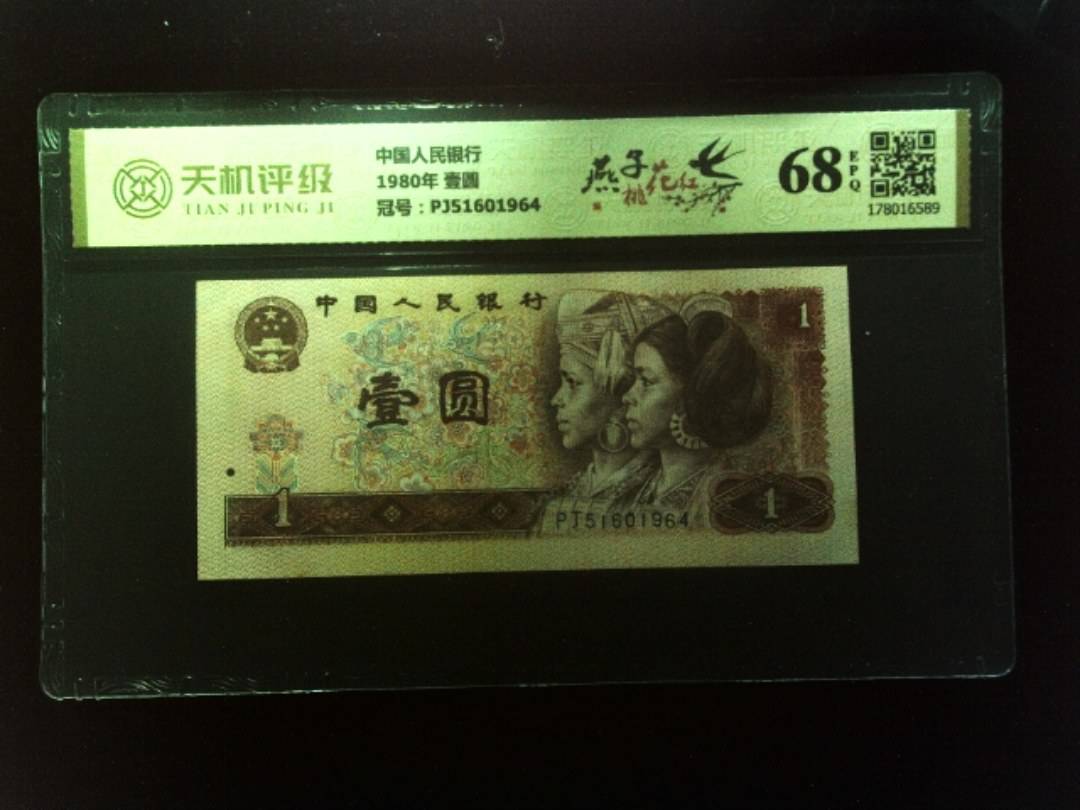 天机评级
TIAN JI PING JI
中国人民银行
1980年 壹圆
冠号：PJ51601964
燕子
桃花红
68
EPQ
178016589
中国人民银行
壹圆
1
1
1
PJ51601964